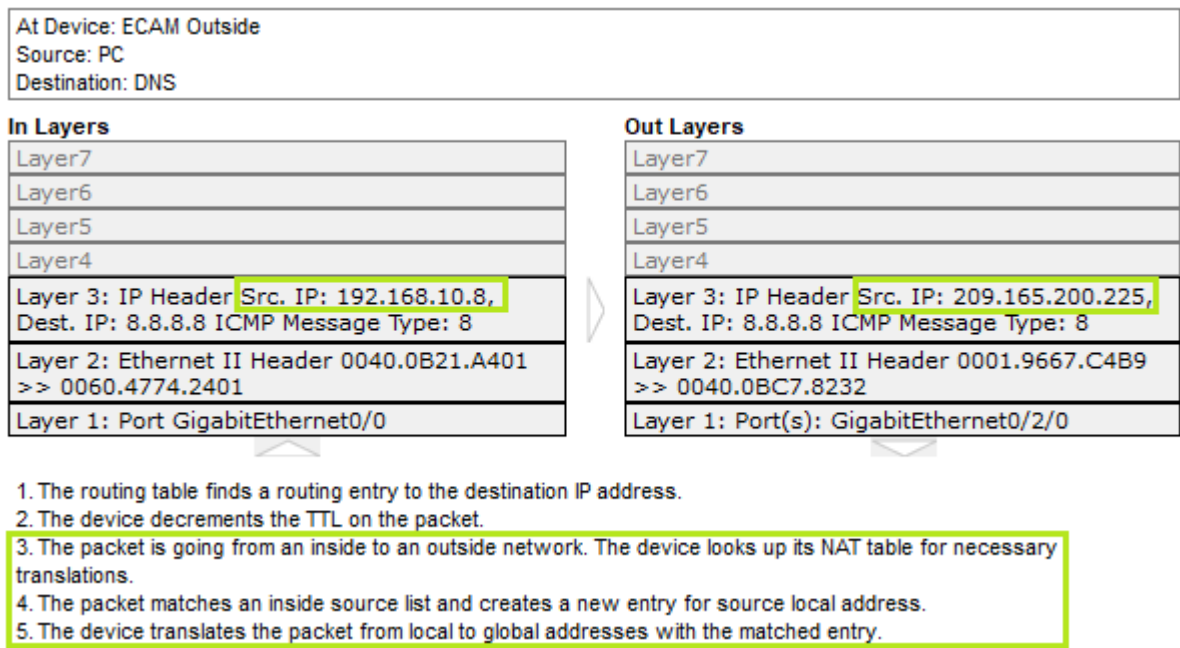 At Device: ECAM Outside
Source: PC
Destination: DNS
In Layers
Layer7
Layer6
Layer5
Layer4
Layer 3: IP Header Src. IP: 192.168.10.8,
Dest. IP: 8.8.8.8 ICMP Message Type: 8
Layer 2: Ethernet II Header 0040.0B21.A401
>> 0060.4774.2401
Layer 1: Port GigabitEthernet0/0
Out Layers
Layer7
Layer6
Layer5
Layer4
Layer 3: IP Header Src. IP: 209.165.200.225,
Dest. IP: 8.8.8.8 ICMP Message Type: 8
Layer 2: Ethernet II Header 0001.9667.C4B9
>> 0040.0BC7.8232
Layer 1: Port(s): GigabitEthernet0/2/0
1. The routing table finds a routing entry to the destination IP address.
2. The device decrements the TTL on the packet.
3. The packet is going from an inside to an outside network. The device looks up its NAT table for necessary
translations.
4. The packet matches an inside source list and creates a new entry for source local address.
5. The device translates the packet from local to global addresses with the matched entry.